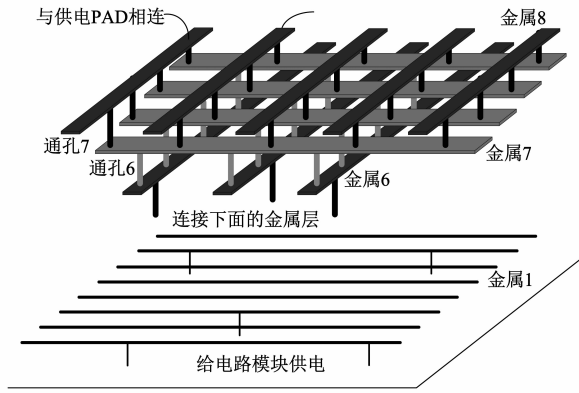 与供电PAD相连
金属8
通孔7
通孔6
金属7
金属6
连接下面的金属层
金属1
给电路模块供电